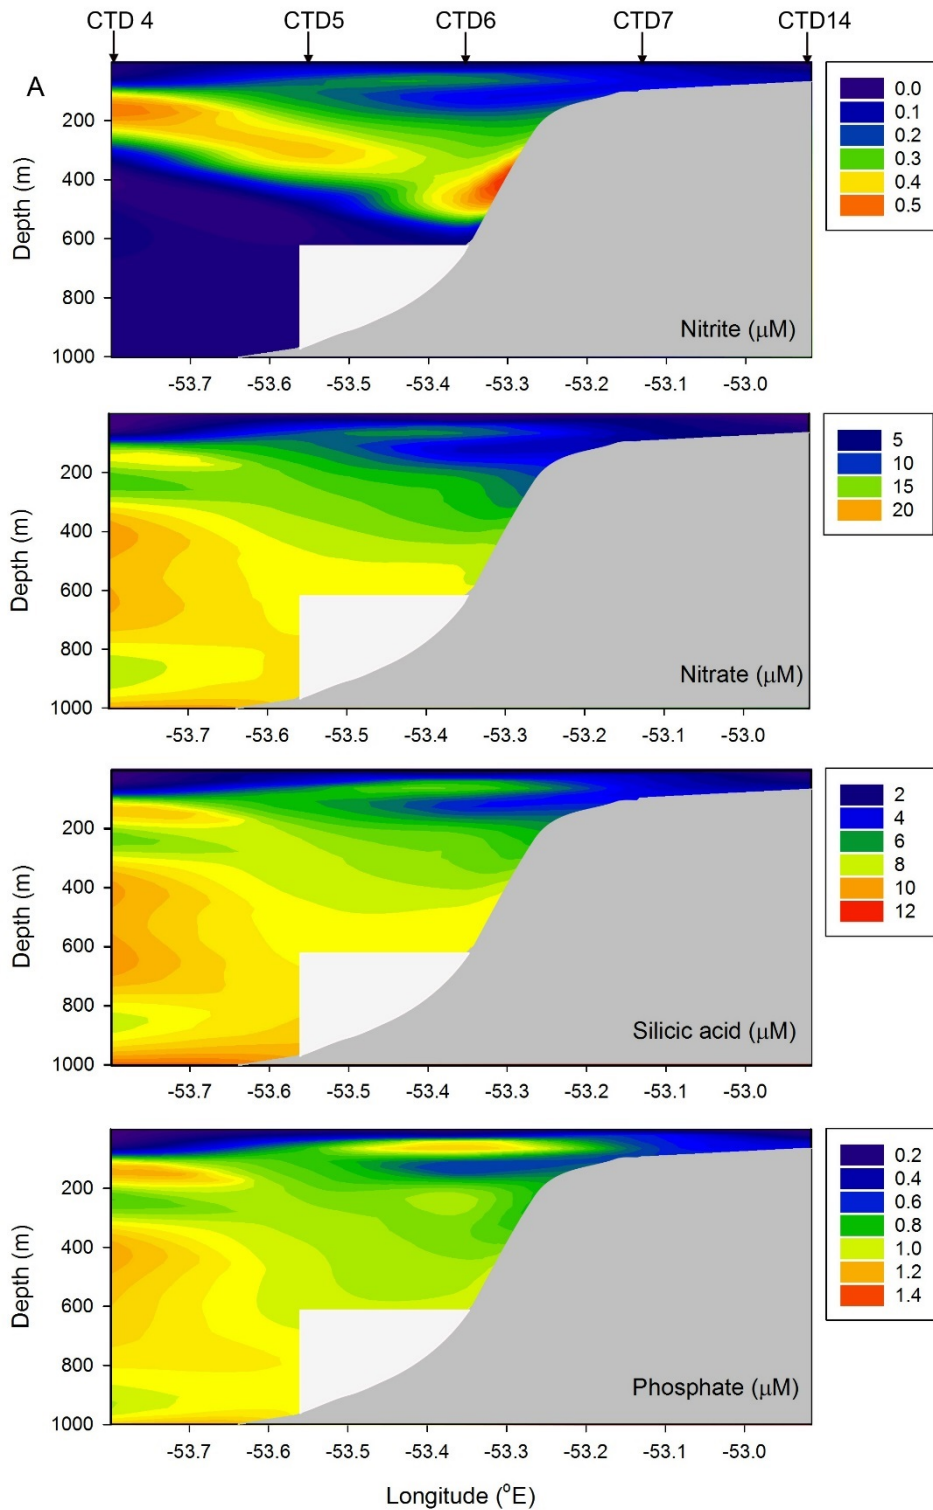 CTD 4 CTD5 CTD6 CTD7 CTD14
A
Depth (m)
200
400
600
800
1000
Nitrite (μM)
-53.7 -53.6 -53.5 -53.4 -53.3 -53.2 -53.1 -53.0
0.0
0.1
0.2
0.3
0.4
0.5
Depth (m)
200
400
600
800
1000
Nitrate (μM)
-53.7 -53.6 -53.5 -53.4 -53.3 -53.2 -53.1 -53.0
5
10
15
20
Depth (m)
200
400
600
800
1000
Silicic acid (μM)
-53.7 -53.6 -53.5 -53.4 -53.3 -53.2 -53.1 -53.0
2
4
6
8
10
12
Depth (m)
200
400
600
800
1000
Phosphate (μM)
-53.7 -53.6 -53.5 -53.4 -53.3 -53.2 -53.1 -53.0
0.2
0.4
0.6
0.8
1.0
1.2
1.4
Longitude (°E)